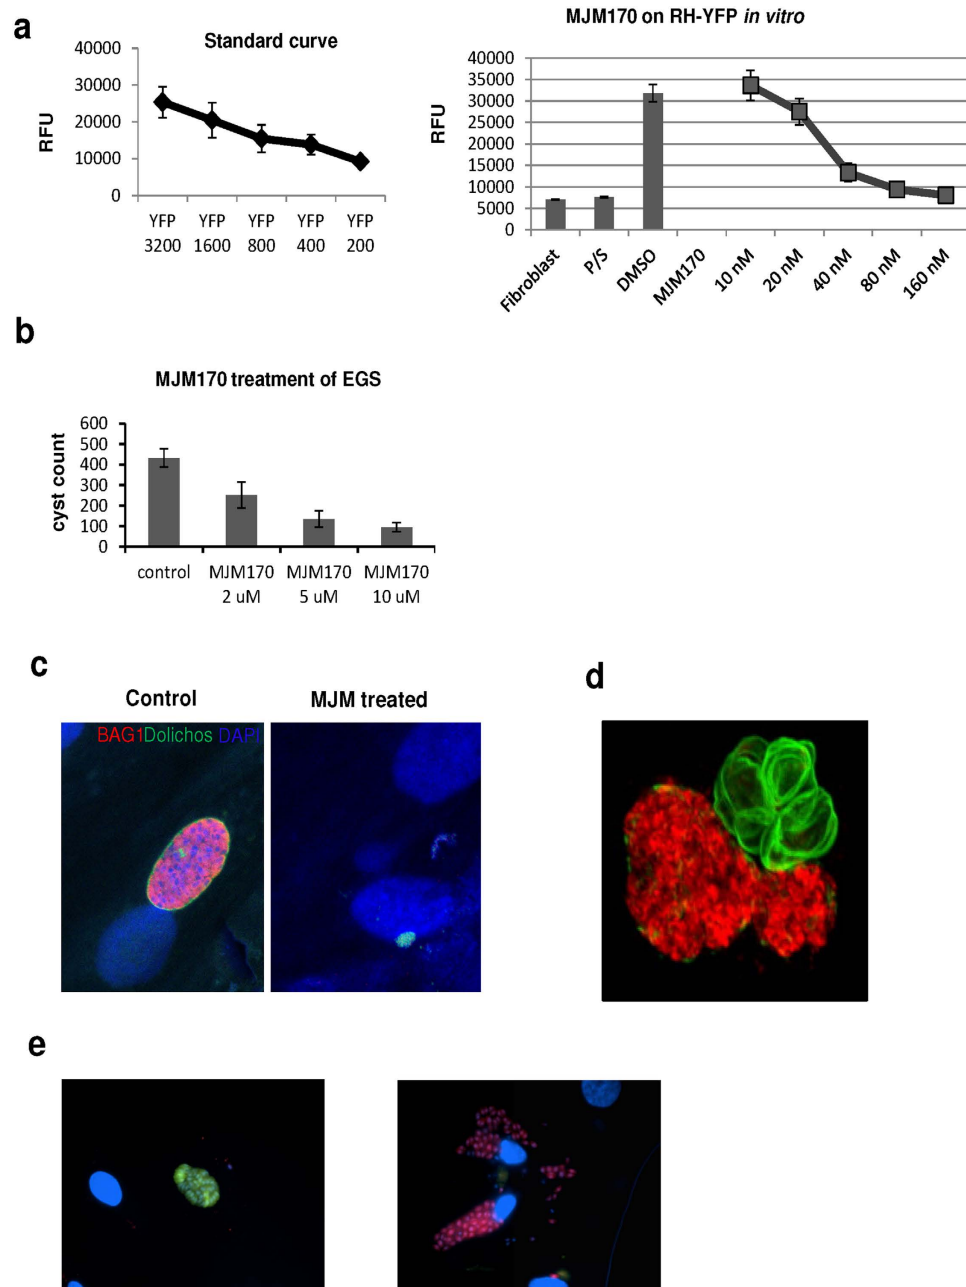 a
Standard curve
RFU
40000
30000
20000
10000
0
YFP 3200
YFP 1600
YFP 800
YFP 400
YFP 200
MJM170 on RH-YFP in vitro
RFU
40000
35000
30000
25000
20000
15000
10000
5000
0
Fibroblast
P/S
DMSO
MJM170
10 nM
20 nM
40 nM
80 nM
160 nM
b
MJM170 treatment of EGS
cyst count
600
500
400
300
200
100
0
control
MJM170 2 uM
MJM170 5 uM
MJM170 10 uM
c
Control
MJM treated
BAG1 Dolichos DAPI
d
e